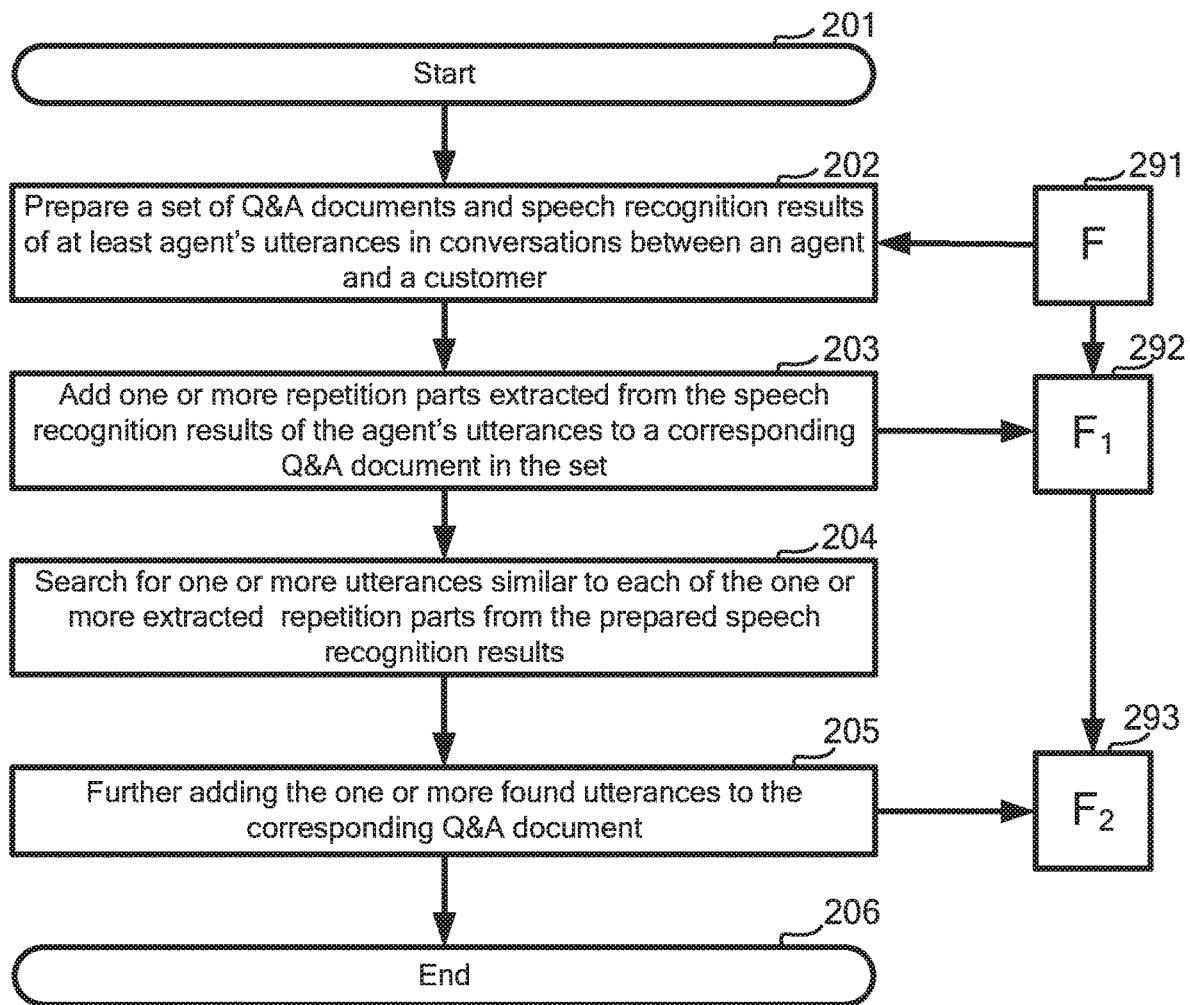 201
Start
202
Prepare a set of Q&A documents and speech recognition results
of at least agent's utterances in conversations between an agent
and a customer
291
F
203
Add one or more repetition parts extracted from the speech
recognition results of the agent's utterances to a corresponding
Q&A document in the set
292
F₁
204
Search for one or more utterances similar to each of the one or
more extracted repetition parts from the prepared speech
recognition results
205
Further adding the one or more found utterances to the
corresponding Q&A document
293
F₂
206
End